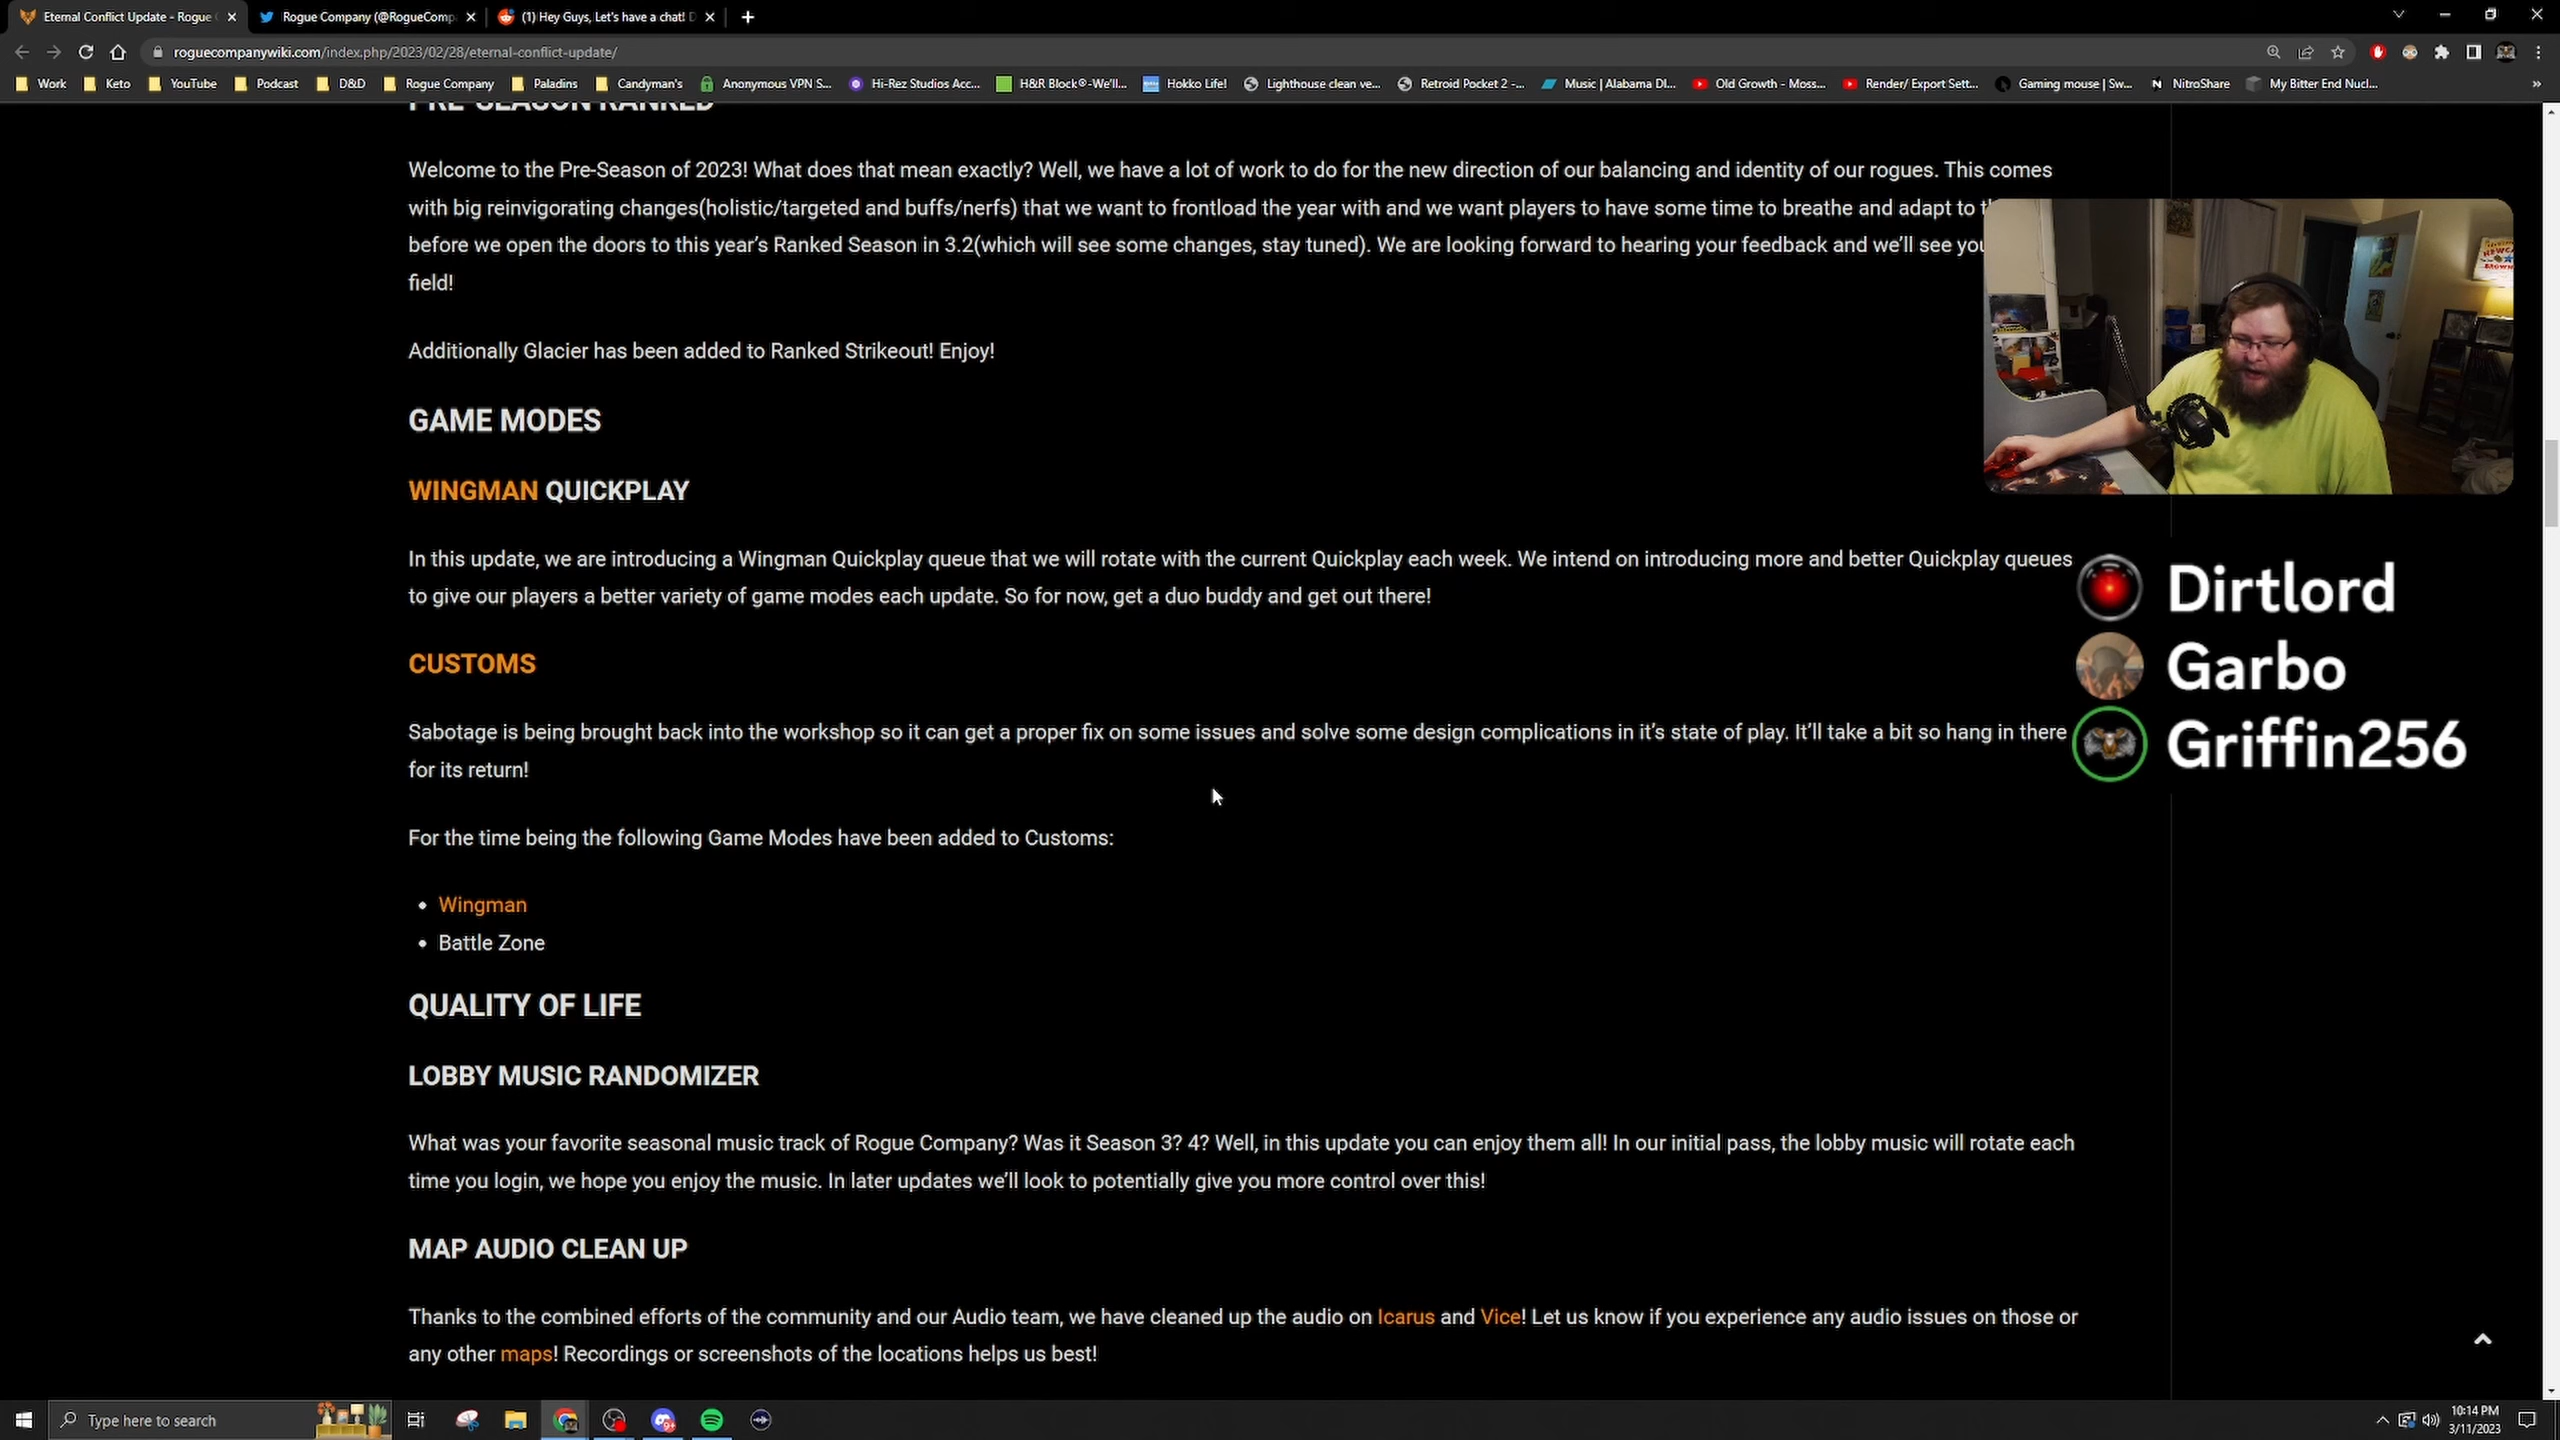 Eternal Conflict Update - Rogue
Rogue Company (@RogueComp
(1) Hey Guys, Let's have a chat!
roguecompanywiki.com/index.php/2023/02/28/eternal-conflict-update/
Work Keto YouTube Podcast D&D Rogue Company Paladins Candyman's Anonymous VPN S... Hi-Rez Studios Acc... H&R Block®-We'll... Hokko Life! Lighthouse clean ve... Retroid Pocket 2 -... Music | Alabama DI... Old Growth - Moss... Render/ Export Sett... Gaming mouse | Sw... NitroShare My Bitter End Nucl...
PRE-SEASON RANKED
Welcome to the Pre-Season of 2023! What does that mean exactly? Well, we have a lot of work to do for the new direction of our balancing and identity of our rogues. This comes
with big reinvigorating changes(holistic/targeted and buffs/nerfs) that we want to frontload the year with and we want players to have some time to breathe and adapt to
before we open the doors to this year's Ranked Season in 3.2(which will see some changes, stay tuned). We are looking forward to hearing your feedback and we'll see you
field!
Additionally Glacier has been added to Ranked Strikeout! Enjoy!
GAME MODES
WINGMAN QUICKPLAY
In this update, we are introducing a Wingman Quickplay queue that we will rotate with the current Quickplay each week. We intend on introducing more and better Quickplay queues
to give our players a better variety of game modes each update. So for now, get a duo buddy and get out there!
Dirtlord
Garbo
Griffin256
CUSTOMS
Sabotage is being brought back into the workshop so it can get a proper fix on some issues and solve some design complications in it's state of play. It'll take a bit so hang in there
for its return!
For the time being the following Game Modes have been added to Customs:
• Wingman
• Battle Zone
QUALITY OF LIFE
LOBBY MUSIC RANDOMIZER
What was your favorite seasonal music track of Rogue Company? Was it Season 3? 4? Well, in this update you can enjoy them all! In our initial pass, the lobby music will rotate each
time you login, we hope you enjoy the music. In later updates we'll look to potentially give you more control over this!
MAP AUDIO CLEAN UP
Thanks to the combined efforts of the community and our Audio team, we have cleaned up the audio on Icarus and Vice! Let us know if you experience any audio issues on those or
any other maps! Recordings or screenshots of the locations helps us best!
Type here to search
10:14 PM
3/11/2023